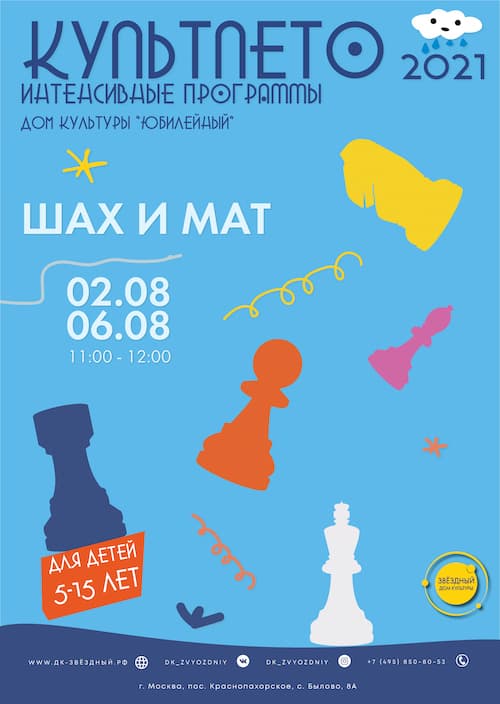 КУЛЬТЛЕТО
2021
ИНТЕНСИВНЫЕ ПРОГРАММЫ
ДОМ КУЛЬТУРЫ "ЮБИЛЕЙНЫЙ"
ШАХ И МАТ
02.08
06.08
11:00 - 12:00
ДЛЯ ДЕТЕЙ
5-15 ЛЕТ
ЗВЁЗДНЫЙ
ДОМ КУЛЬТУРЫ
WWW.ДК-ЗВЁЗДНЫЙ.РФ DK_ZVYOZDNIY DK_ZVYOZDNIY +7 (495) 850-80-53
г. Москва, пос. Краснопахорское, с. Былово, 8А